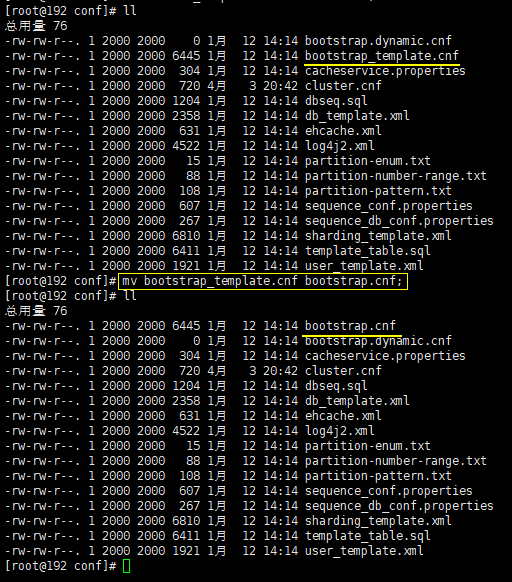 [root@192 conf]# ll
总用量 76
-rw-rw-r--. 1 2000 2000    0 1月  12 14:14 bootstrap.dynamic.cnf
-rw-rw-r--. 1 2000 2000 6445 1月  12 14:14 bootstrap_template.cnf
-rw-rw-r--. 1 2000 2000  304 1月  12 14:14 cacheservice.properties
-rw-rw-r--. 1 2000 2000  720 4月   3 20:42 cluster.cnf
-rw-rw-r--. 1 2000 2000 1204 1月  12 14:14 dbseq.sql
-rw-rw-r--. 1 2000 2000 2358 1月  12 14:14 db_template.xml
-rw-rw-r--. 1 2000 2000  631 1月  12 14:14 ehcache.xml
-rw-rw-r--. 1 2000 2000 4522 1月  12 14:14 log4j2.xml
-rw-rw-r--. 1 2000 2000   15 1月  12 14:14 partition-enum.txt
-rw-rw-r--. 1 2000 2000   88 1月  12 14:14 partition-number-range.txt
-rw-rw-r--. 1 2000 2000  108 1月  12 14:14 partition-pattern.txt
-rw-rw-r--. 1 2000 2000  607 1月  12 14:14 sequence_conf.properties
-rw-rw-r--. 1 2000 2000  267 1月  12 14:14 sequence_db_conf.properties
-rw-rw-r--. 1 2000 2000 6810 1月  12 14:14 sharding_template.xml
-rw-rw-r--. 1 2000 2000 6411 1月  12 14:14 template_table.sql
-rw-rw-r--. 1 2000 2000 1921 1月  12 14:14 user_template.xml
[root@192 conf]# mv bootstrap_template.cnf bootstrap.cnf;
[root@192 conf]# ll
总用量 76
-rw-rw-r--. 1 2000 2000 6445 1月  12 14:14 bootstrap.cnf
-rw-rw-r--. 1 2000 2000    0 1月  12 14:14 bootstrap.dynamic.cnf
-rw-rw-r--. 1 2000 2000  304 1月  12 14:14 cacheservice.properties
-rw-rw-r--. 1 2000 2000  720 4月   3 20:42 cluster.cnf
-rw-rw-r--. 1 2000 2000 1204 1月  12 14:14 dbseq.sql
-rw-rw-r--. 1 2000 2000 2358 1月  12 14:14 db_template.xml
-rw-rw-r--. 1 2000 2000  631 1月  12 14:14 ehcache.xml
-rw-rw-r--. 1 2000 2000 4522 1月  12 14:14 log4j2.xml
-rw-rw-r--. 1 2000 2000   15 1月  12 14:14 partition-enum.txt
-rw-rw-r--. 1 2000 2000   88 1月  12 14:14 partition-number-range.txt
-rw-rw-r--. 1 2000 2000  108 1月  12 14:14 partition-pattern.txt
-rw-rw-r--. 1 2000 2000  607 1月  12 14:14 sequence_conf.properties
-rw-rw-r--. 1 2000 2000  267 1月  12 14:14 sequence_db_conf.properties
-rw-rw-r--. 1 2000 2000 6810 1月  12 14:14 sharding_template.xml
-rw-rw-r--. 1 2000 2000 6411 1月  12 14:14 template_table.sql
-rw-rw-r--. 1 2000 2000 1921 1月  12 14:14 user_template.xml
[root@192 conf]#